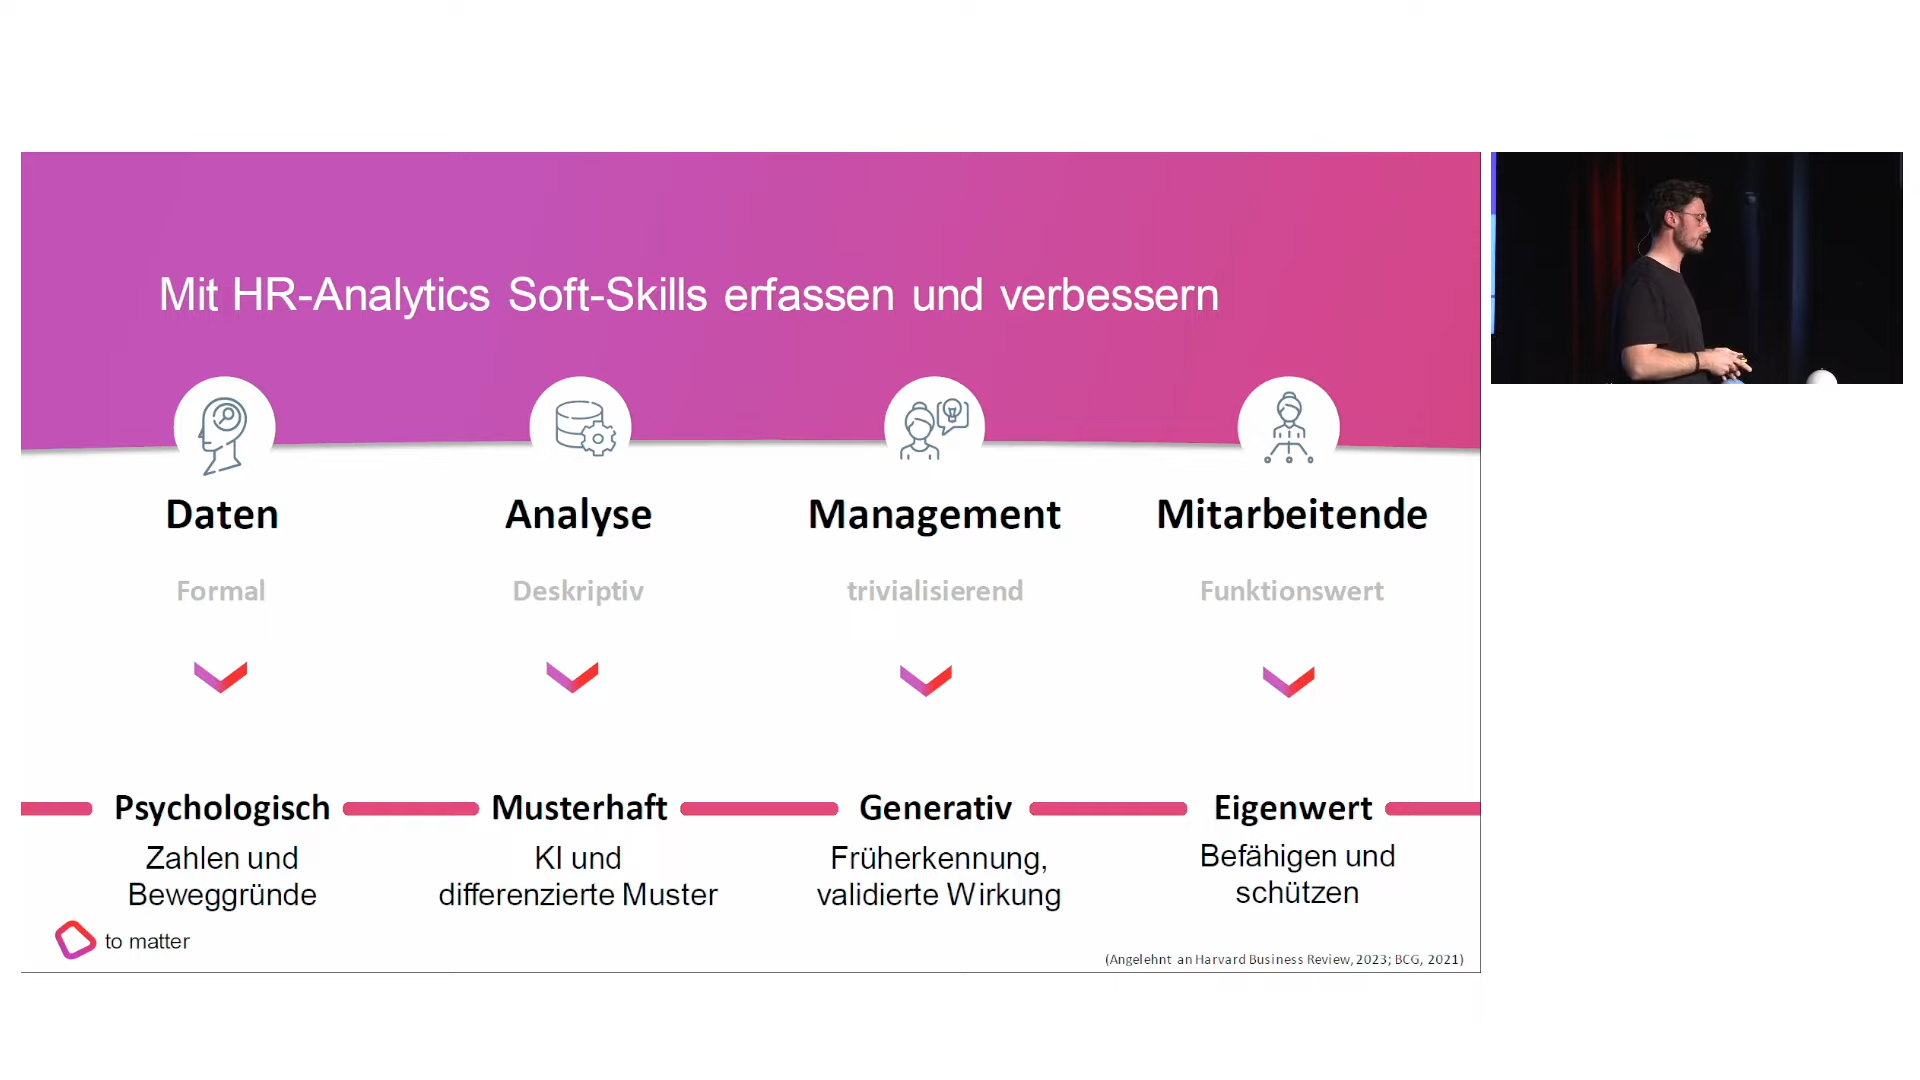 Mit HR-Analytics Soft-Skills erfassen und verbessern
Daten
Analyse
Management
Mitarbeitende
Formal
Deskriptiv
trivialisierend
Funktionswert
Psychologisch
Musterhaft
Generativ
Eigenwert
Zahlen und
Beweggründe
KI und
differenzierte Muster
Früherkennung,
validierte Wirkung
Befähigen und
schützen
to matter
(Angelehnt an Harvard Business Review, 2023; BCG, 2021)